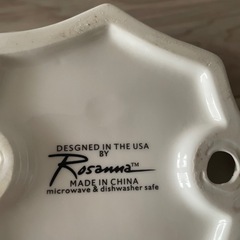 DESGNED IN THE USA
BY
Rosanna™
MADE IN CHINA
microwave & dishwasher safe